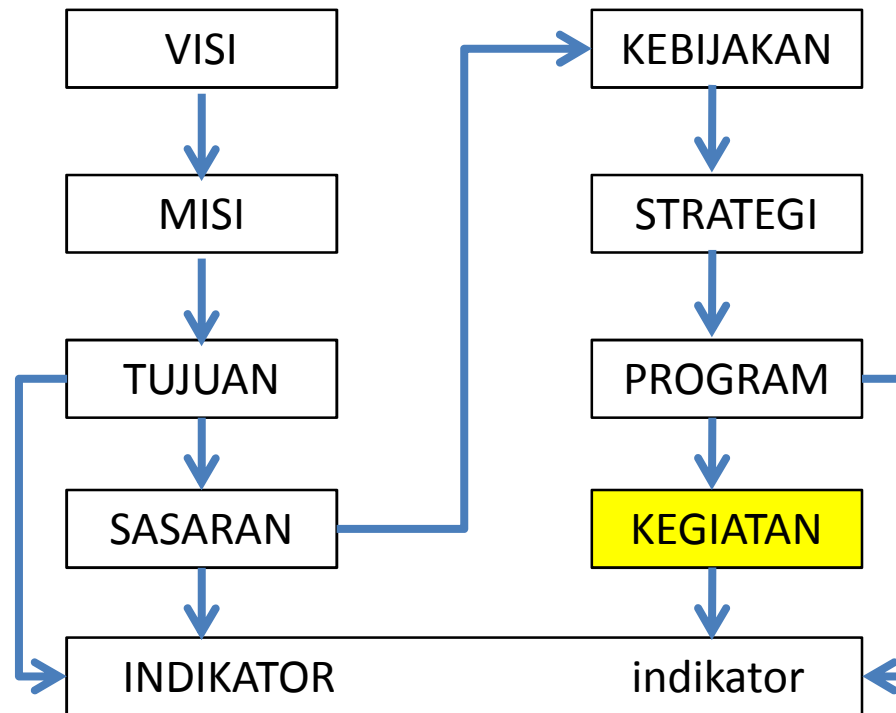 VISI
MISI
TUJUAN
SASARAN
INDIKATOR
KEBIJAKAN
STRATEGI
PROGRAM
KEGIATAN
indikator